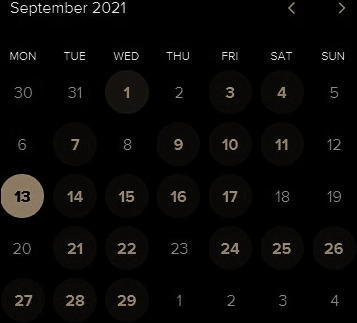 September 2021
MON TUE WED THU FRI SAT SUN
30 31 1 2 3 4 5
6 7 8 9 10 11 12
13 14 15 16 17 18 19
20 21 22 23 24 25 26
27 28 29 1 2 3 4